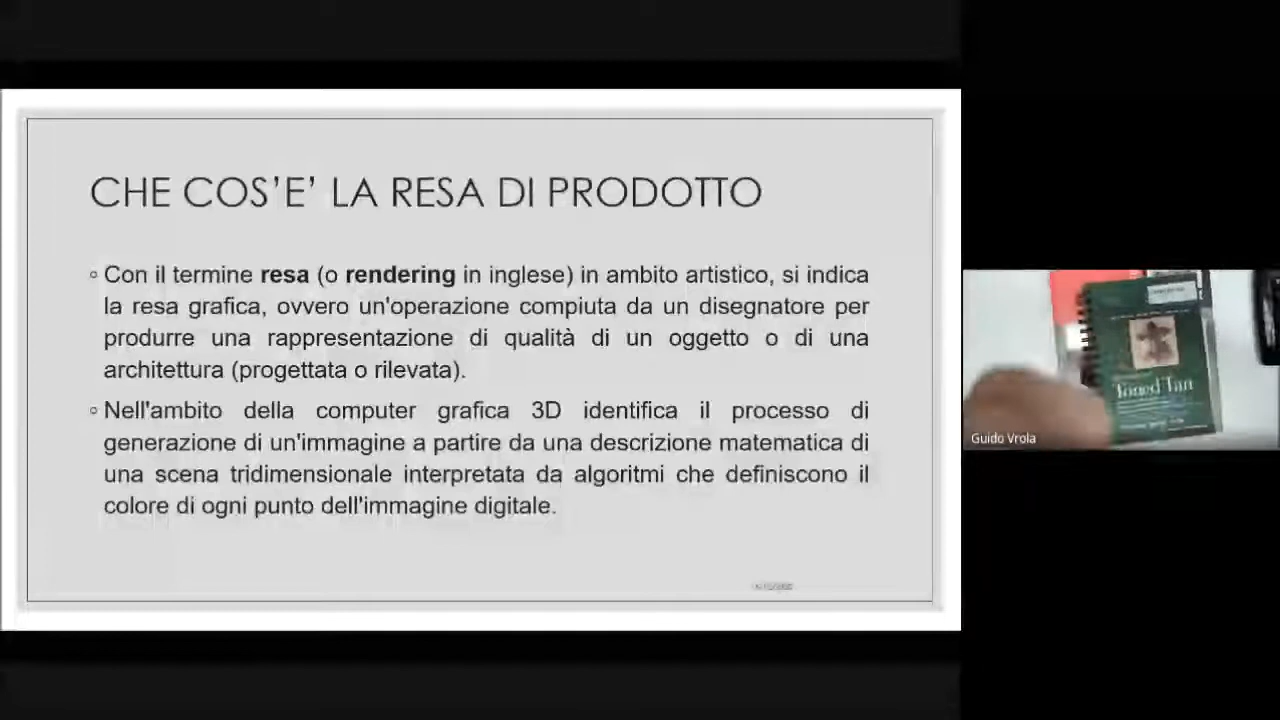 CHE COS'E' LA RESA DI PRODOTTO
◦ Con il termine resa (o rendering in inglese) in ambito artistico, si indica
la resa grafica, ovvero un'operazione compiuta da un disegnatore per
produrre una rappresentazione di qualità di un oggetto o di una
architettura (progettata o rilevata).
◦ Nell'ambito della computer grafica 3D identifica il processo di
generazione di un'immagine a partire da una descrizione matematica di
una scena tridimensionale interpretata da algoritmi che definiscono il
colore di ogni punto dell'immagine digitale.
Toned Tan
Guido Vrola